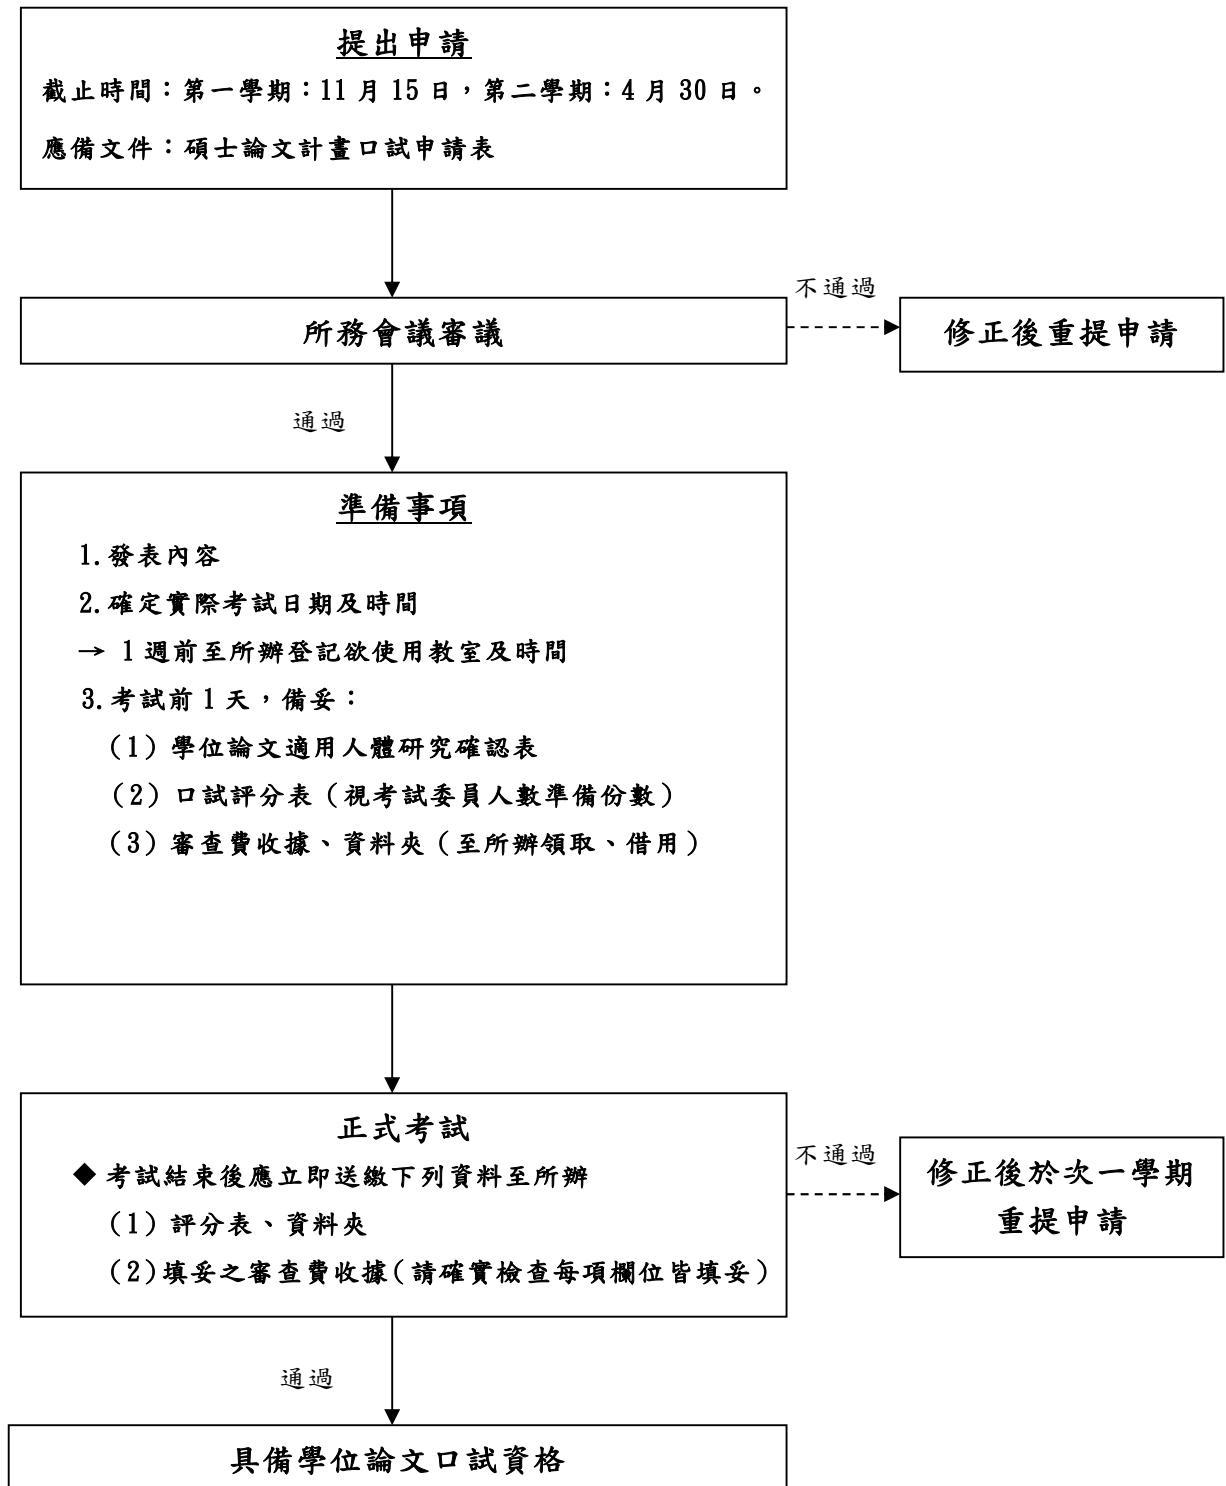 提出申請
截止時間：第一學期：11 月 15 日，第二學期：4 月 30 日。
應備文件：碩士論文計畫口試申請表
不通過
所務會議審議
修正後重提申請
通過
準備事項
1.發表內容
2.確定實際考試日期及時間
→ 1 週前至所辦登記欲使用教室及時間
3.考試前 1 天，備妥：
(1) 學位論文適用人體研究確認表
(2) 口試評分表（視考試委員人數準備份數）
(3) 審查費收據、資料夾（至所辦領取、借用）
正式考試
◆ 考試結束後應立即送繳下列資料至所辦
(1) 評分表、資料夾
(2)填妥之審查費收據(請確實檢查每項欄位皆填妥)
不通過
修正後於次一學期
重提申請
通過
具備學位論文口試資格